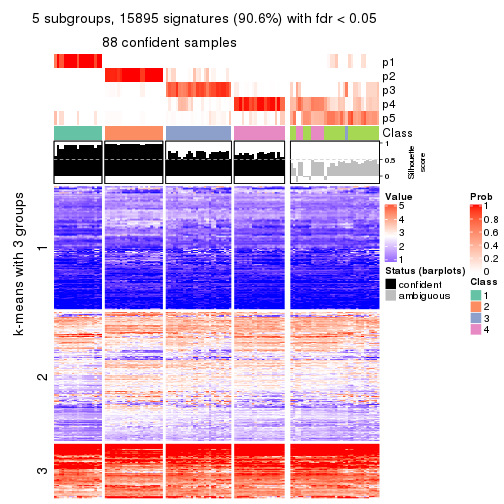 5 subgroups, 15895 signatures (90.6%) with fdr < 0.05
88 confident samples
p1
p2
p3
p4
p5
Class
1
0.5
0
Silhouette
score
k-means with 3 groups
1
2
3
Value
5
4
3
2
1
Status (barplots)
confident
ambiguous
Prob
1
0.8
0.6
0.4
0.2
0
Class
1
2
3
4